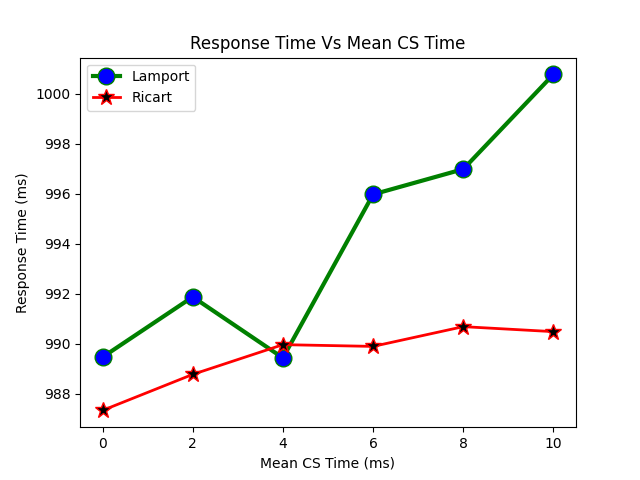 Response Time Vs Mean CS Time
Lamport
Ricart
Response Time (ms)
1000
998
996
994
992
990
988
0 2 4 6 8 10
Mean CS Time (ms)